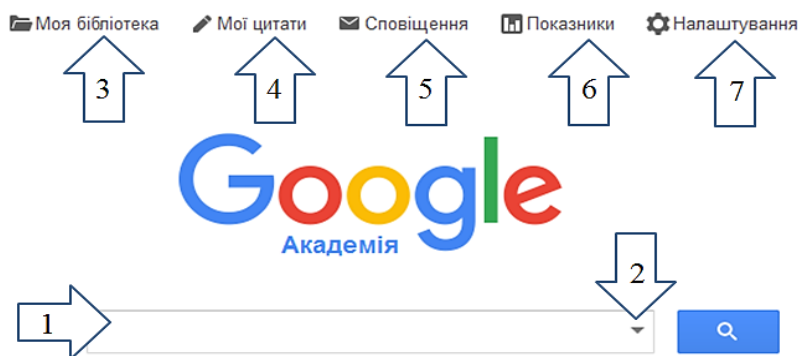 Моя бібліотека Мої цитати Сповіщення Показники Налаштування
3 4 5 6 7
Google
Академія
2
1